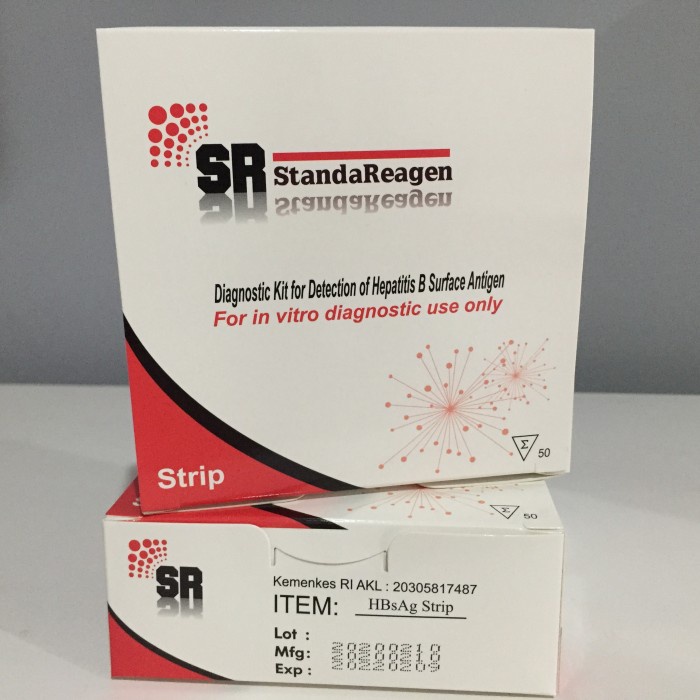 SR StandaReagen
Diagnostic Kit for Detection of Hepatitis B Surface Antigen
For in vitro diagnostic use only
Σ 50
Strip
Σ 50
SR
Kemenkes RI AKL : 20305817487
ITEM: HBsAg Strip
Lot :
Mfg:
Exp :